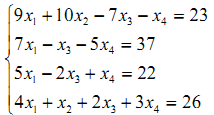 9x₁ + 10x₂ − 7x₃ − x₄ = 23
7x₁ − x₃ − 5x₄ = 37
5x₁ − 2x₃ + x₄ = 22
4x₁ + x₂ + 2x₃ + 3x₄ = 26